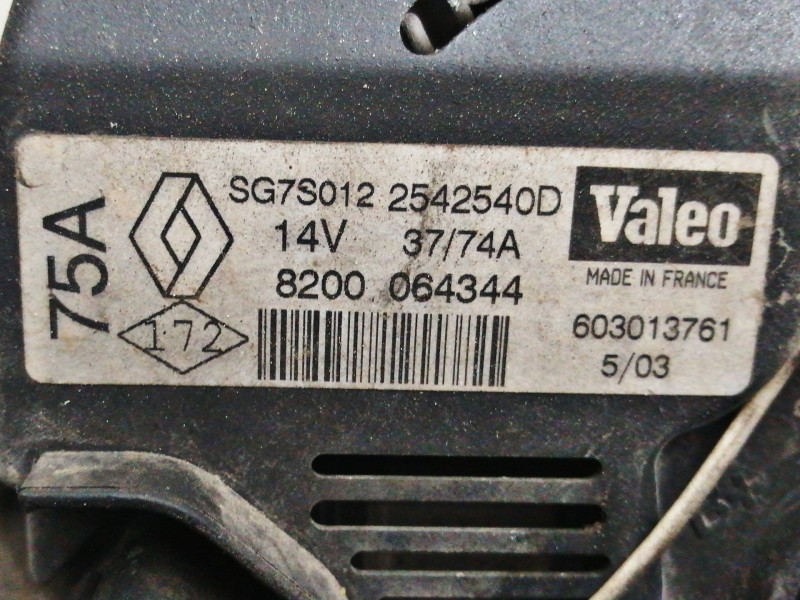 75A
SG7S012 2542540D
14V 37/74A
8200 064344
172
Valeo
MADE IN FRANCE
603013761
5/03